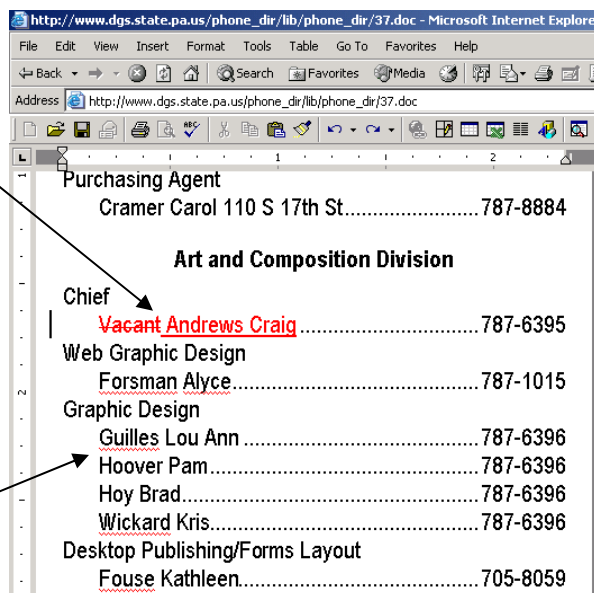 http://www.dgs.state.pa.us/phone_dir/lib/phone_dir/37.doc - Microsoft Internet Explore
File Edit View Insert Format Tools Table Go To Favorites Help
Back Search Favorites Media
Address http://www.dgs.state.pa.us/phone_dir/lib/phone_dir/37.doc
1 2
Purchasing Agent
Cramer Carol 110 S 17th St........................787-8884
Art and Composition Division
Chief
Vacant Andrews Craig................................787-6395
Web Graphic Design
Forsman Alyce............................................787-1015
Graphic Design
Guilles Lou Ann..........................................787-6396
Hoover Pam................................................787-6396
Hoy Brad.....................................................787-6396
Wickard Kris................................................787-6396
2
Desktop Publishing/Forms Layout
Fouse Kathleen...........................................705-8059